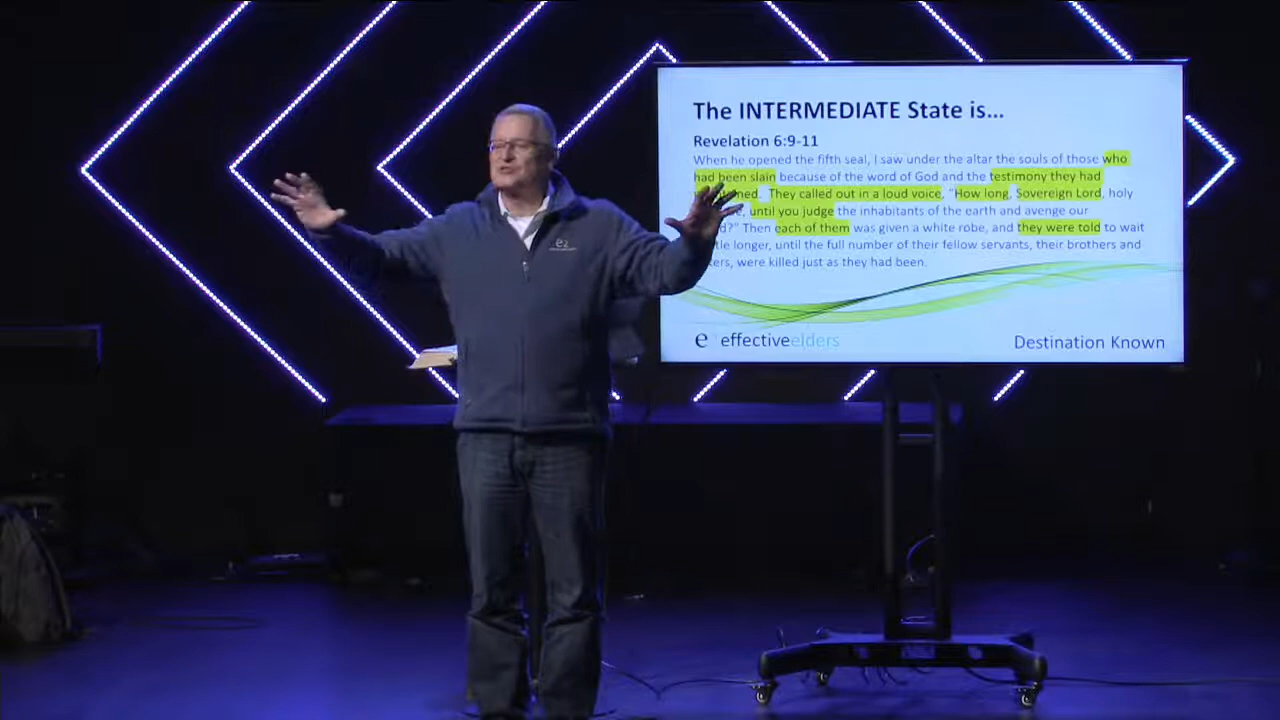 The INTERMEDIATE State is...
Revelation 6:9-11
When he opened the fifth seal, I saw under the altar the souls of those who
had been slain because of the word of God and the testimony they had
They called out in a loud voice, "How long, Sovereign Lord, holy
until you judge the inhabitants of the earth and avenge our
Then each of them was given a white robe, and they were told to wait
longer, until the full number of their fellow servants, their brothers and
were killed just as they had been.
e effectiveelders
Destination Known
e2